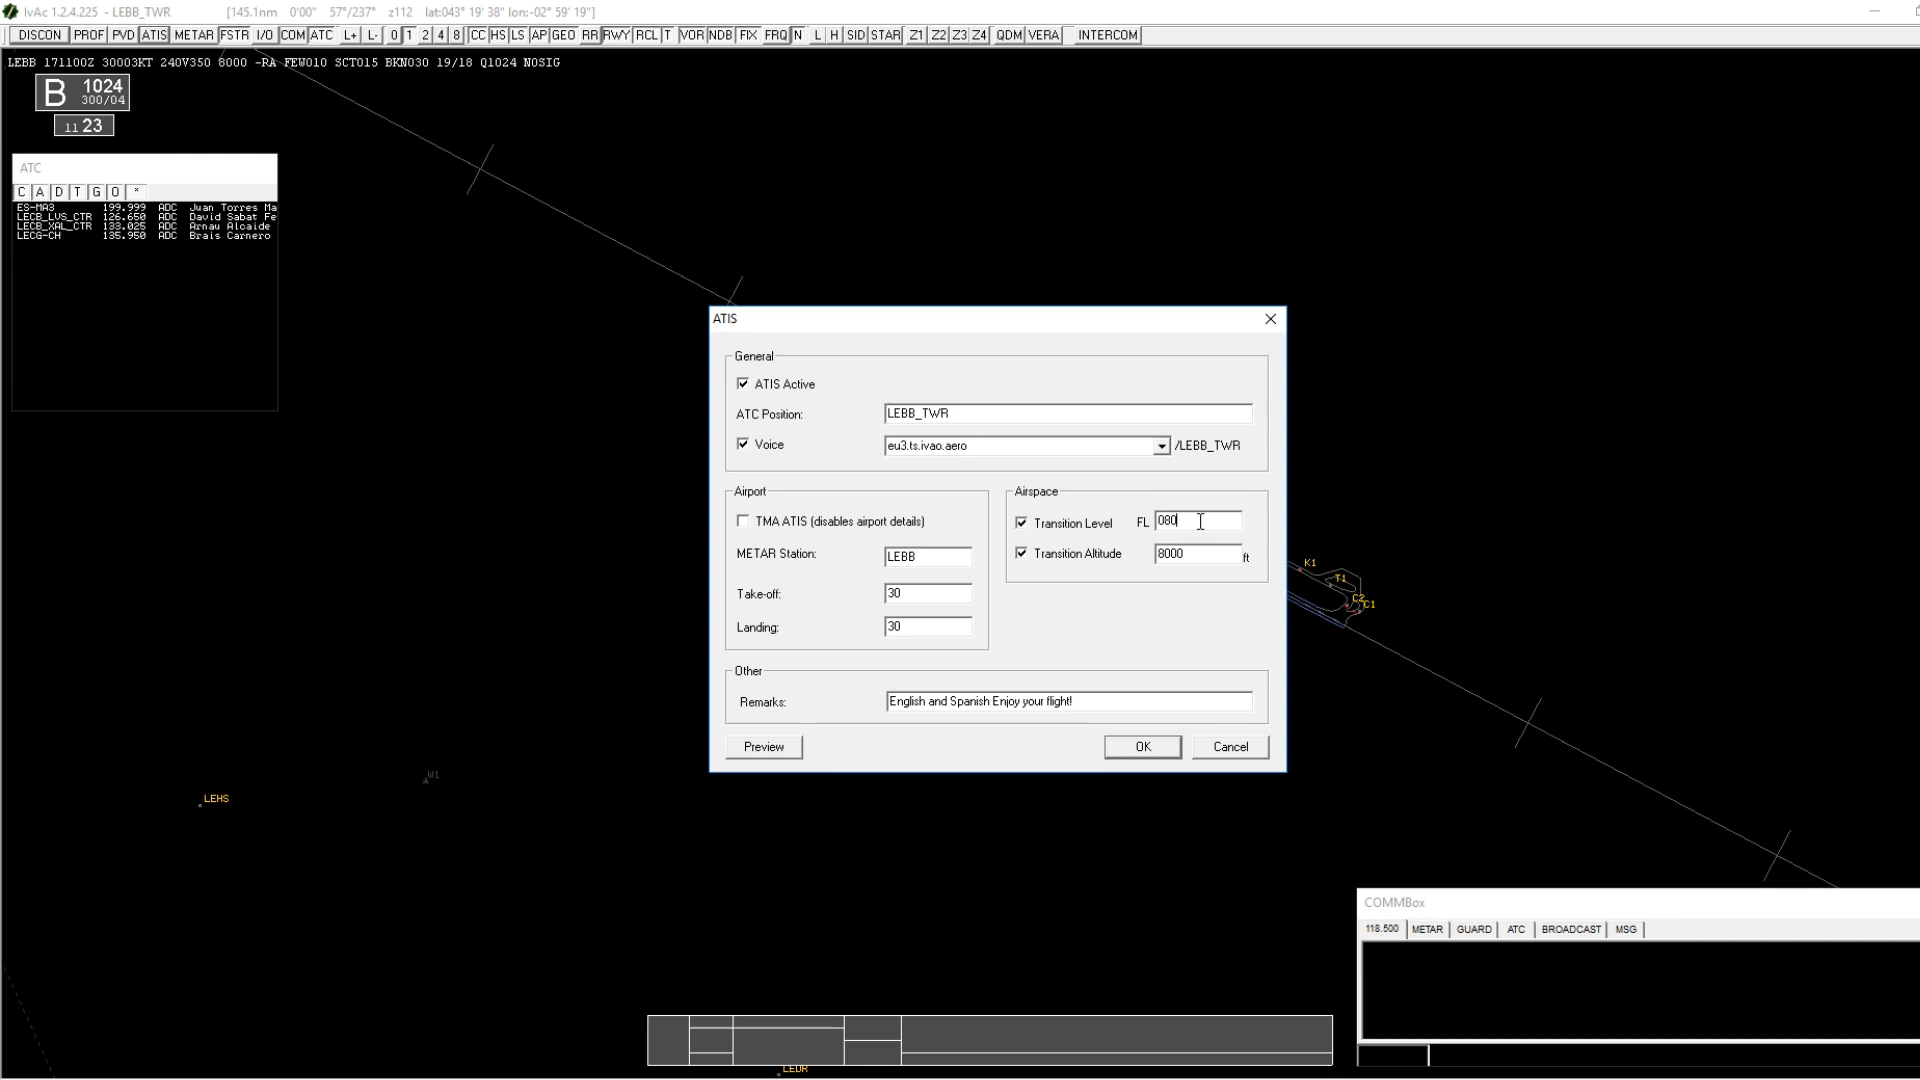 IvAc 1.2.4.225 - LEBB_TWR [145.1nm 0'00" 57°/237° z112 lat:043° 19' 38" lon:-02° 59' 19"]
DISCON PROF PVD ATIS METAR FSTR I/O COM ATC L+ L- 0 1 2 4 8 CC HS LS AP GEO RR RWY RCL T VOR NDB FIX FRQ N L H SID STAR Z1 Z2 Z3 Z4 QDM VERA INTERCOM
LEBB 171100Z 30003KT 240V350 8000 -RA FEW010 SCT015 BKN030 19/18 Q1024 NOSIG
B 1024
300/04
11 23
ATC
C A D T G O *
ES-MA3 199.999 ADC Juan Torres Ma
LECB_LVS_CTR 126.650 ADC David Sabat Fe
LECB_XAL_CTR 133.025 ADC Arnau Alcaide
LECG-CH 135.950 ADC Brais Carnero
ATIS
General
ATIS Active
ATC Position: LEBB_TWR
Voice eu3.ts.ivao.aero /LEBB_TWR
Airport
TMA ATIS (disables airport details)
METAR Station: LEBB
Take-off: 30
Landing: 30
Airspace
Transition Level FL 080
Transition Altitude 8000 ft
Other
Remarks: English and Spanish Enjoy your flight!
Preview OK Cancel
K1
T1
C2
C1
W1
LEHS
COMMBox
118.500 METAR GUARD ATC BROADCAST MSG